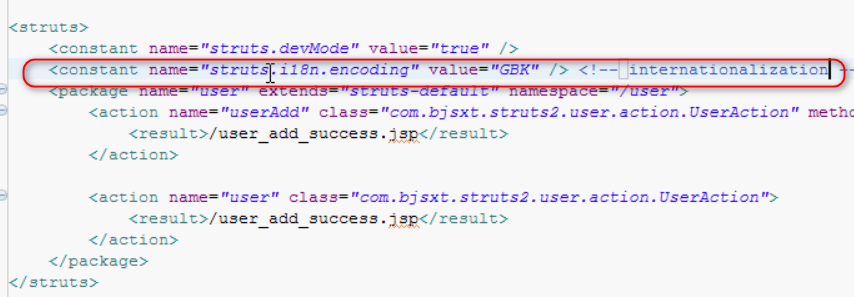 <struts>
<constant name="struts.devMode" value="true" />
<constant name="struts.i18n.encoding" value="GBK" /> <!-- internationalization --
<package name="user" extends="struts-default" namespace="/user">
<action name="userAdd" class="com.bjsxt.struts2.user.action.UserAction" metho
<result>/user_add_success.jsp</result>
</action>
<action name="user" class="com.bjsxt.struts2.user.action.UserAction">
<result>/user_add_success.jsp</result>
</action>
</package>
</struts>